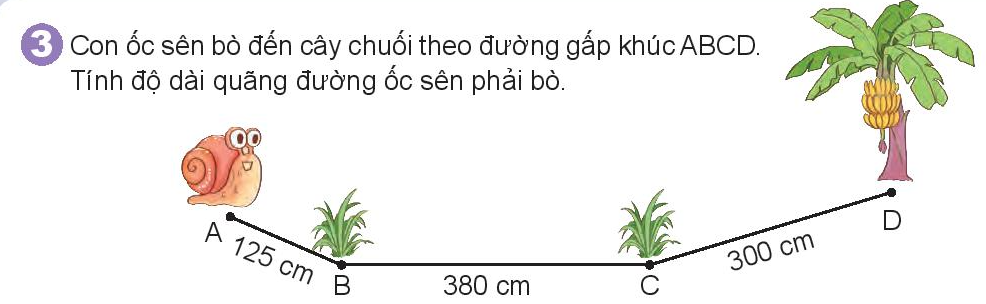 3 Con ốc sên bò đến cây chuối theo đường gấp khúc ABCD.
Tính độ dài quãng đường ốc sên phải bò.
A
125 cm
B
380 cm
C
300 cm
D